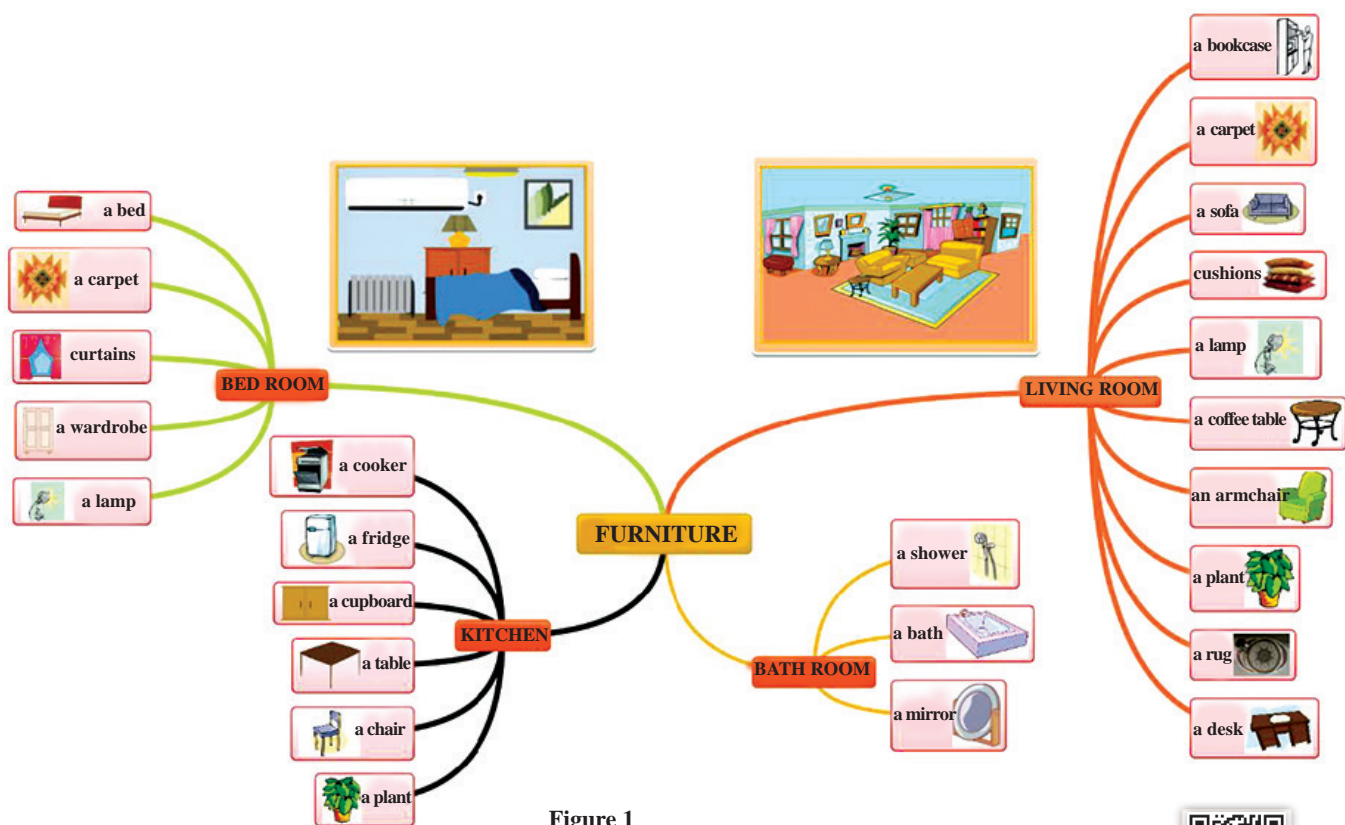 FURNITURE
BED ROOM
a bed
a carpet
curtains
a wardrobe
a lamp
KITCHEN
a cooker
a fridge
a cupboard
a table
a chair
a plant
LIVING ROOM
a bookcase
a carpet
a sofa
cushions
a lamp
a coffee table
an armchair
a plant
a rug
a desk
BATH ROOM
a shower
a bath
a mirror
Figure 1